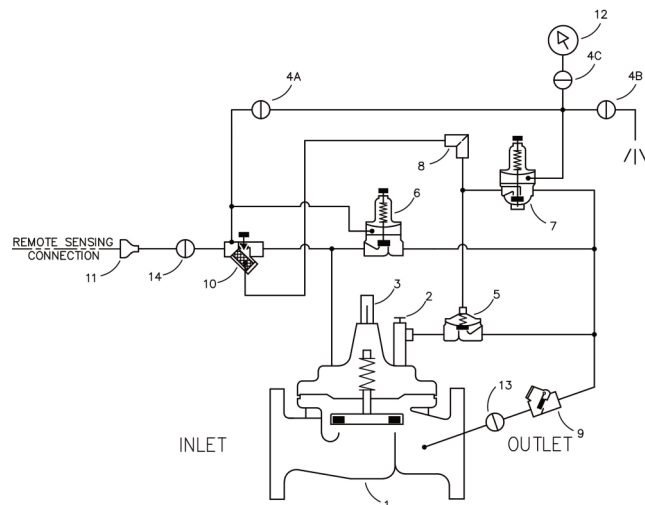 12
4C
4A
4B
8
6
7
REMOTE SENSING
CONNECTION
11
14
10
3
2
5
13
9
INLET
OUTLET
1